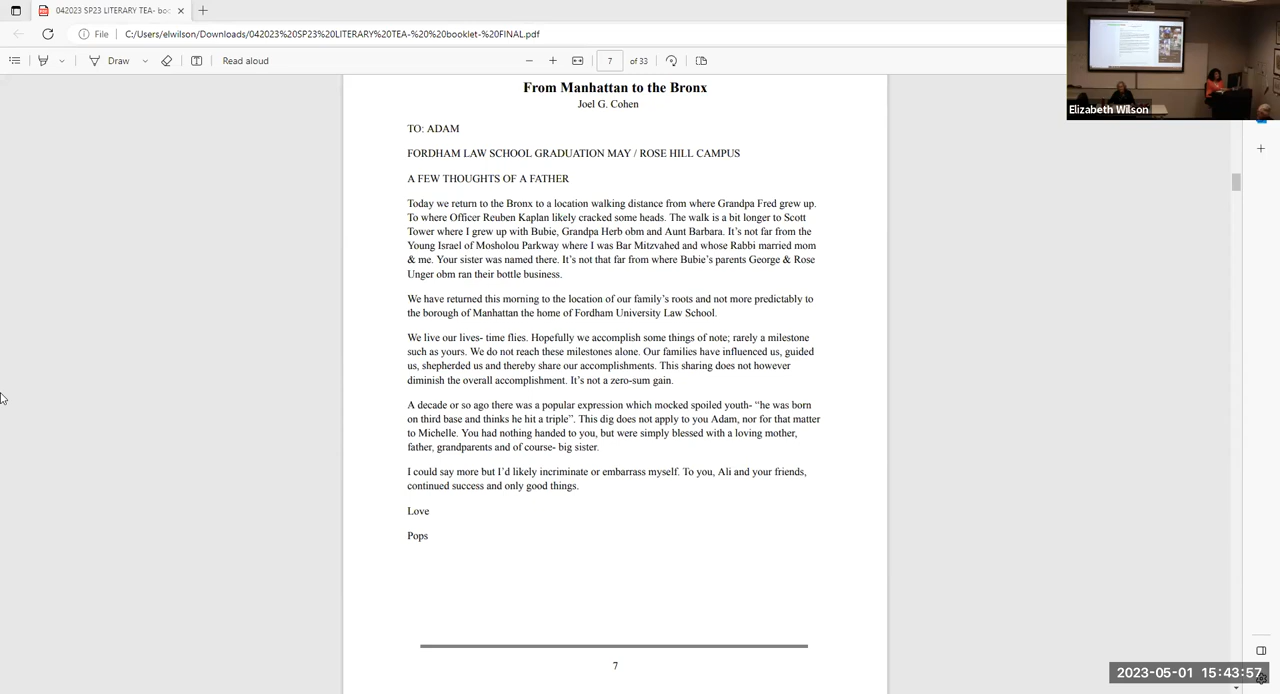 042023 SP23 LITERARY TEA- boo
File
C:/Users/elwilson/Downloads/042023%20SP23%20LITERARY%20TEA-%20%20booklet-%20FINAL.pdf
Draw
Read aloud
7
of 33
Elizabeth Wilson
From Manhattan to the Bronx
Joel G. Cohen
TO: ADAM
FORDHAM LAW SCHOOL GRADUATION MAY / ROSE HILL CAMPUS
A FEW THOUGHTS OF A FATHER
Today we return to the Bronx to a location walking distance from where Grandpa Fred grew up.
To where Officer Reuben Kaplan likely cracked some heads. The walk is a bit longer to Scott
Tower where I grew up with Bubie, Grandpa Herb obm and Aunt Barbara. It's not far from the
Young Israel of Mosholou Parkway where I was Bar Mitzvahed and whose Rabbi married mom
& me. Your sister was named there. It's not that far from where Bubie's parents George & Rose
Unger obm ran their bottle business.
We have returned this morning to the location of our family's roots and not more predictably to
the borough of Manhattan the home of Fordham University Law School.
We live our lives- time flies. Hopefully we accomplish some things of note; rarely a milestone
such as yours. We do not reach these milestones alone. Our families have influenced us, guided
us, shepherded us and thereby share our accomplishments. This sharing does not however
diminish the overall accomplishment. It's not a zero-sum gain.
A decade or so ago there was a popular expression which mocked spoiled youth- "he was born
on third base and thinks he hit a triple". This dig does not apply to you Adam, nor for that matter
to Michelle. You had nothing handed to you, but were simply blessed with a loving mother,
father, grandparents and of course- big sister.
I could say more but I'd likely incriminate or embarrass myself. To you, Ali and your friends,
continued success and only good things.
Love
Pops
7
2023-05-01 15:43:57